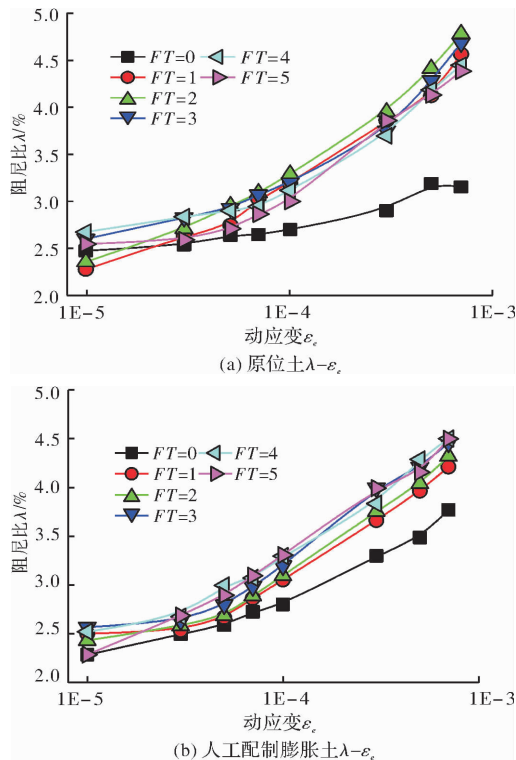 5.0
4.5
4.0
3.5
3.0
2.5
2.0
阻尼比λ/%
FT=0 FT=4
FT=1 FT=5
FT=2
FT=3
1E-5 1E-4 1E-3
动应变εe
(a) 原位土λ-εe
4.5
4.0
3.5
3.0
2.5
2.0
阻尼比λ/%
FT=0 FT=4
FT=1 FT=5
FT=2
FT=3
1E-5 1E-4 1E-3
动应变εe
(b) 人工配制膨胀土λ-εe